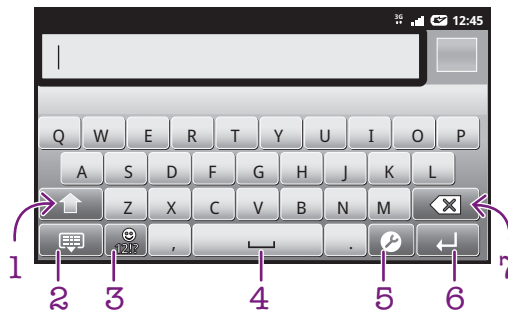 3G 12:45
Q W E R T Y U I O P
A S D F G H J K L
1 Z X C V B N M 7
12!? , .
2 3 4 5 6